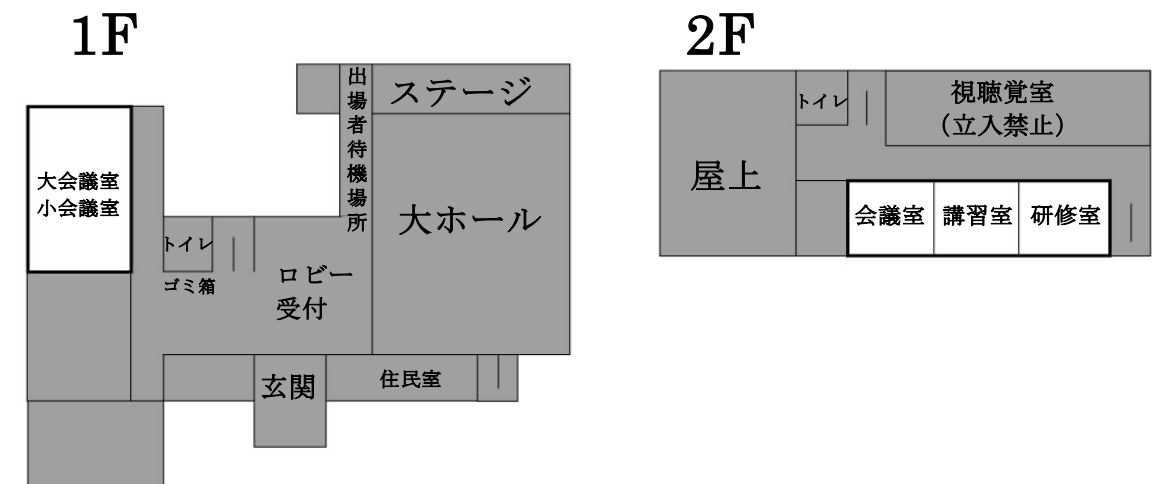 1F
出場者待機場所
ステージ
大会議室
小会議室
大ホール
トイレ
ゴミ箱
ロビー
受付
玄関
住民室
2F
トイレ
視聴覚室
(立入禁止)
屋上
会議室
講習室
研修室